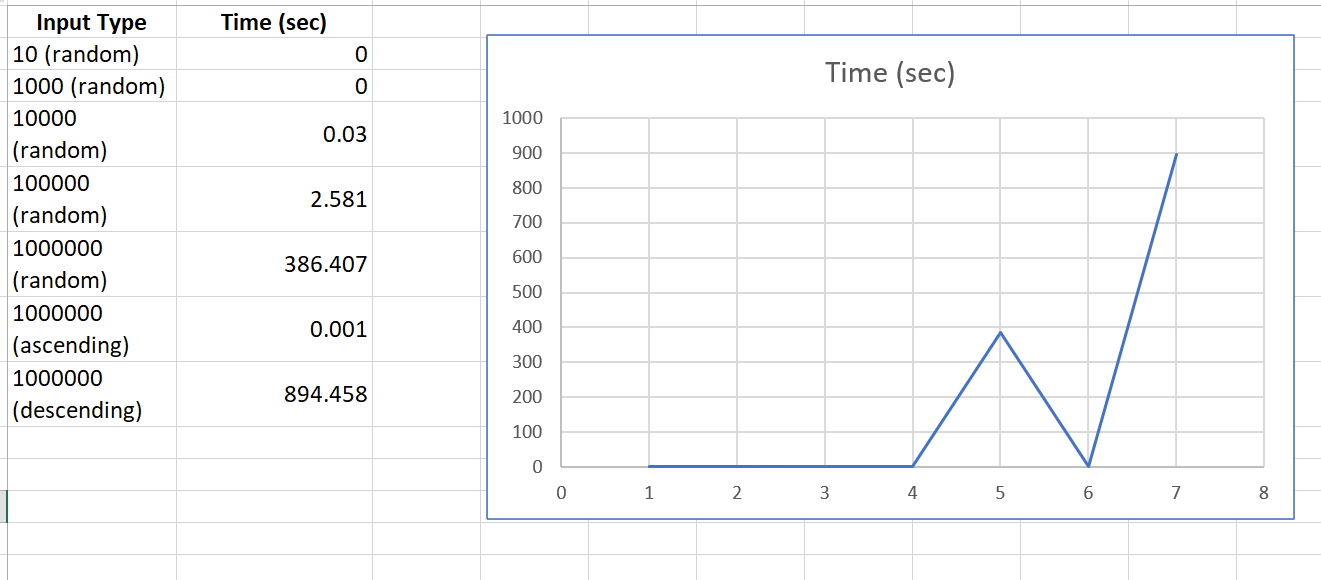 Input Type Time (sec)
10 (random) 0
1000 (random) 0
10000
(random) 0.03
100000
(random) 2.581
1000000
(random) 386.407
1000000
(ascending) 0.001
1000000
(descending) 894.458
Time (sec)
1000
900
800
700
600
500
400
300
200
100
0
0 1 2 3 4 5 6 7 8